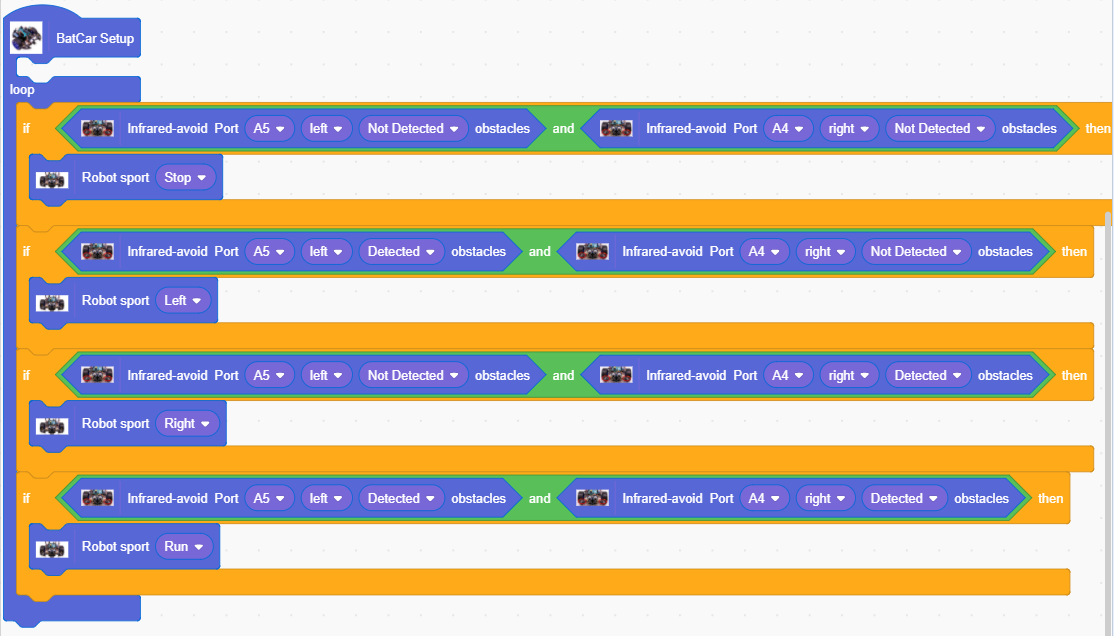 BatCar Setup
loop
if Infrared-avoid Port A5 left Not Detected obstacles and Infrared-avoid Port A4 right Not Detected obstacles then
Robot sport Stop
if Infrared-avoid Port A5 left Detected obstacles and Infrared-avoid Port A4 right Not Detected obstacles then
Robot sport Left
if Infrared-avoid Port A5 left Not Detected obstacles and Infrared-avoid Port A4 right Detected obstacles then
Robot sport Right
if Infrared-avoid Port A5 left Detected obstacles and Infrared-avoid Port A4 right Detected obstacles then
Robot sport Run